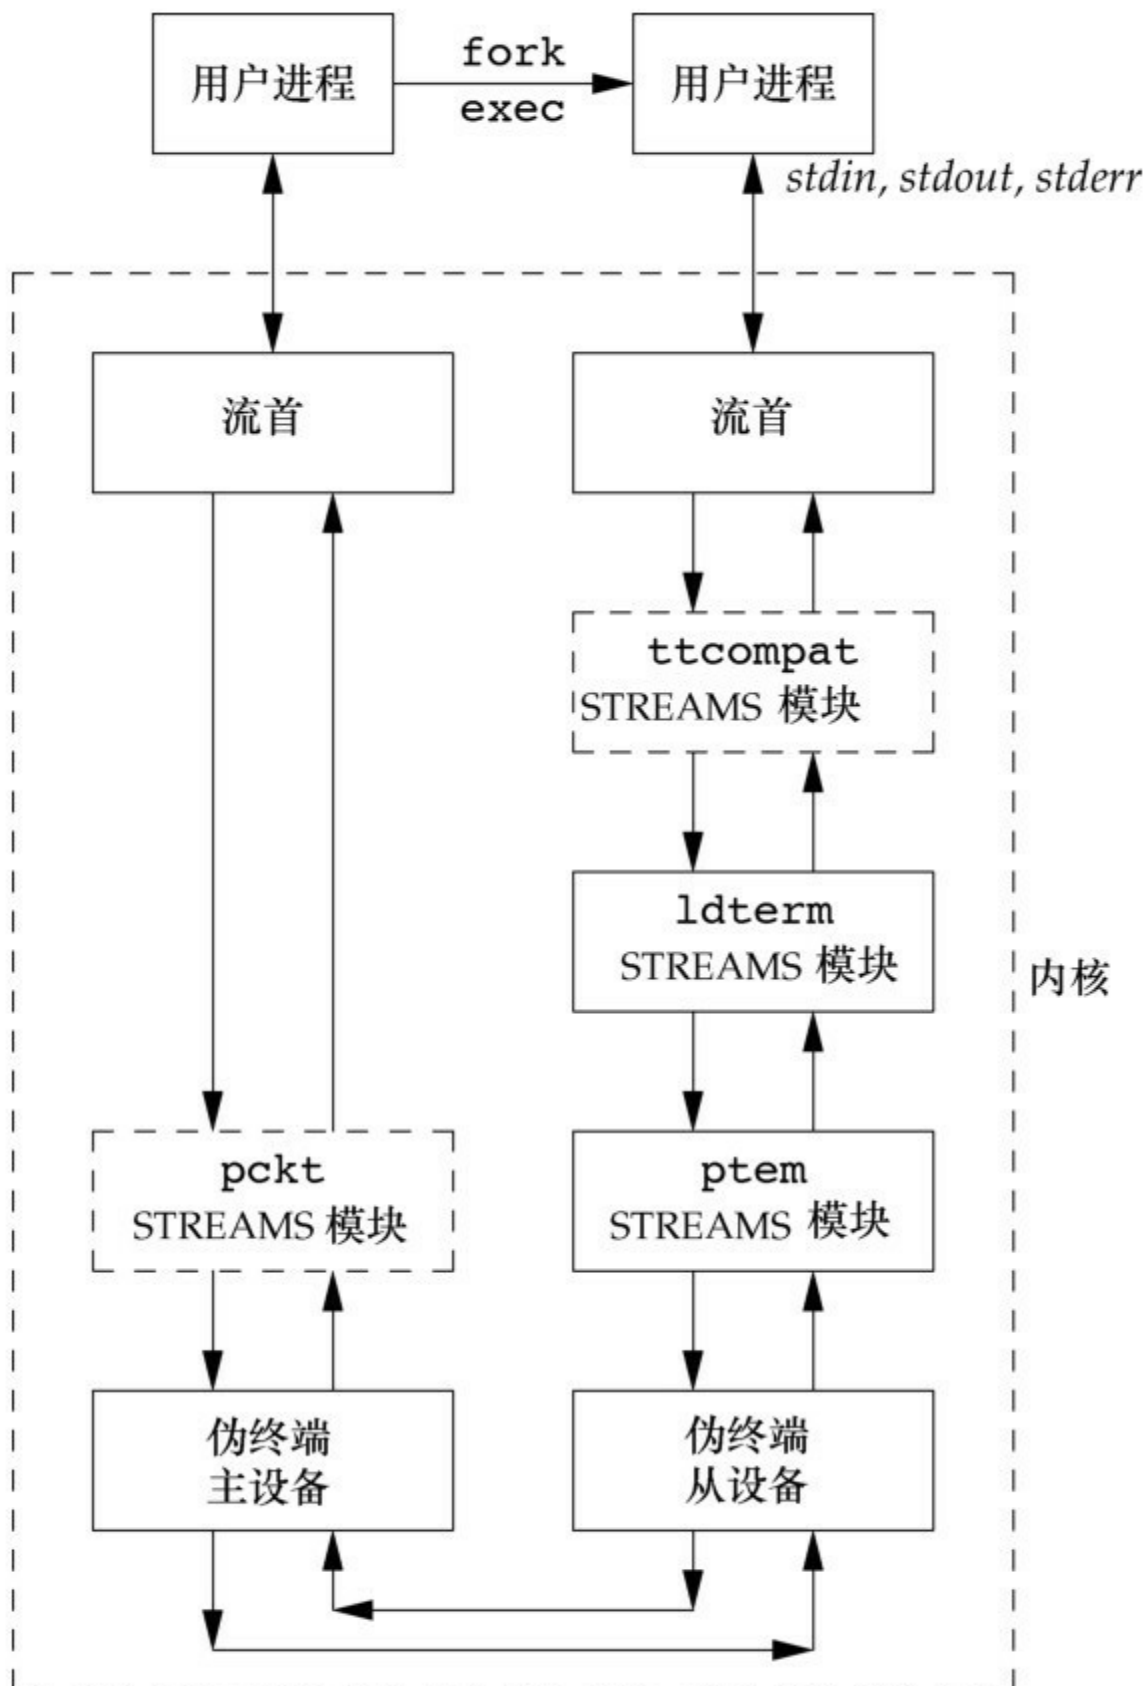 用户进程
fork
exec
用户进程
stdin, stdout, stderr
流首
流首
ttcompat
STREAMS 模块
ldterm
STREAMS 模块
内核
pckt
STREAMS 模块
ptem
STREAMS 模块
伪终端
主设备
伪终端
从设备